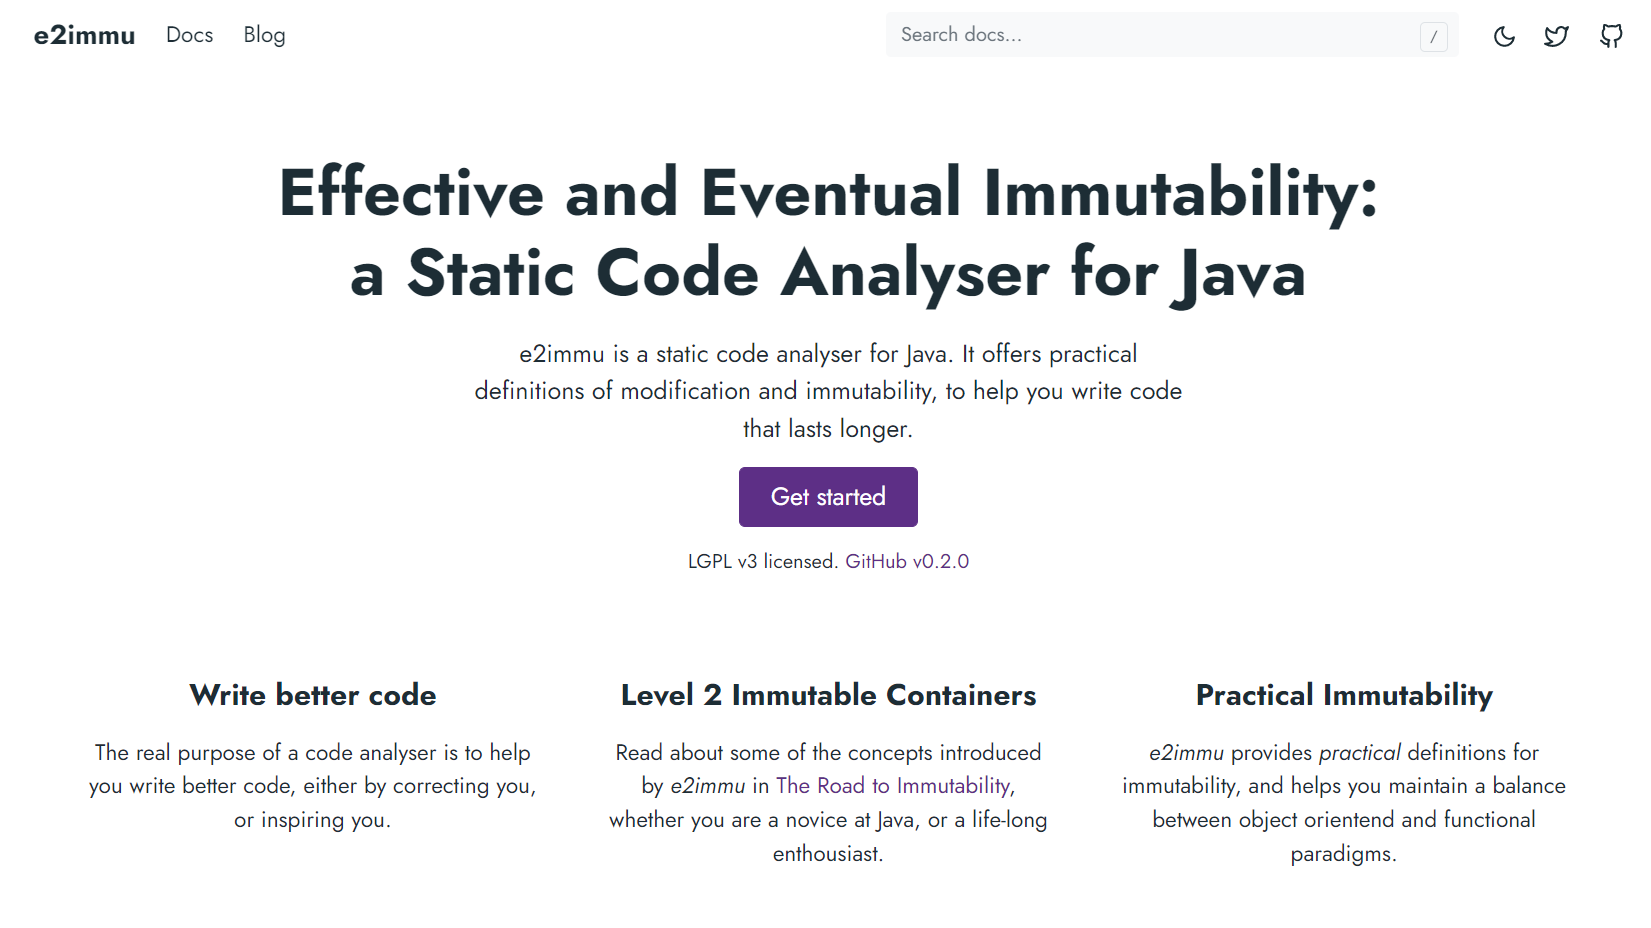 e2immu Docs Blog Search docs... /
Effective and Eventual Immutability:
a Static Code Analyser for Java
e2immu is a static code analyser for Java. It offers practical
definitions of modification and immutability, to help you write code
that lasts longer.
Get started
LGPL v3 licensed. GitHub v0.2.0
Write better code
The real purpose of a code analyser is to help
you write better code, either by correcting you,
or inspiring you.
Level 2 Immutable Containers
Read about some of the concepts introduced
by e2immu in The Road to Immutability,
whether you are a novice at Java, or a life-long
enthousiast.
Practical Immutability
e2immu provides practical definitions for
immutability, and helps you maintain a balance
between object orientend and functional
paradigms.